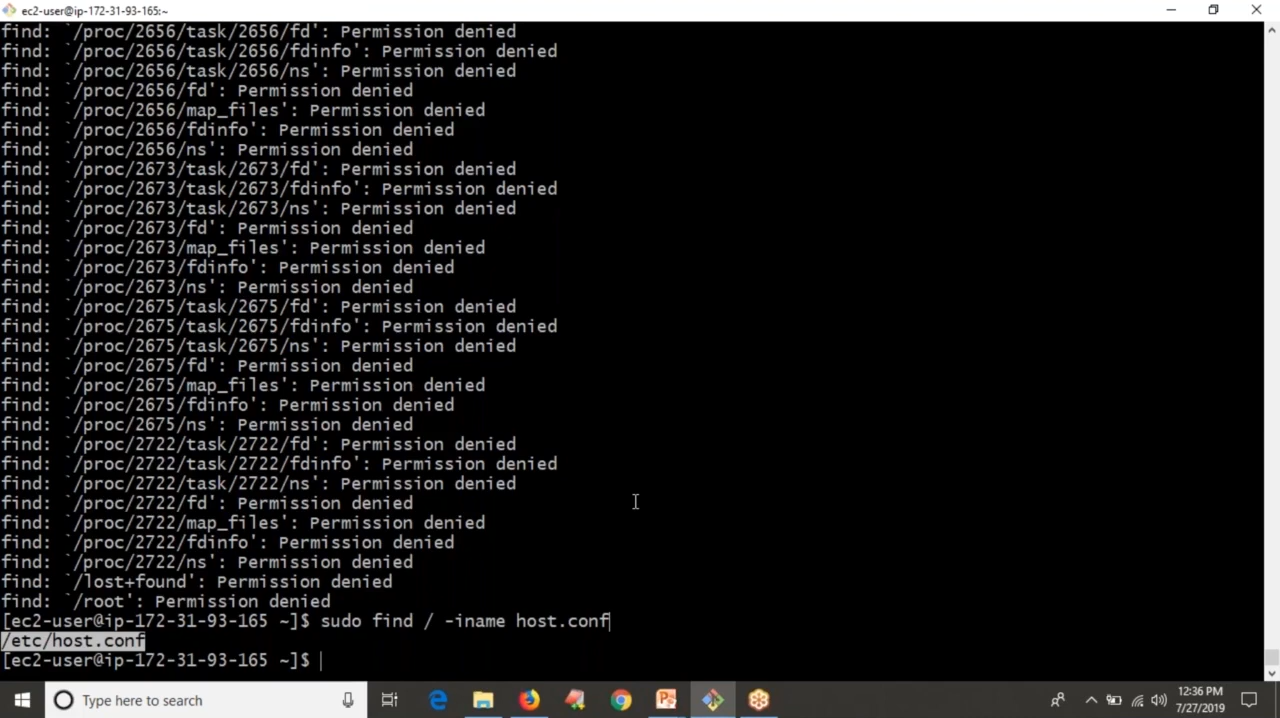 ec2-user@ip-172-31-93-165:~
find: `/proc/2656/task/2656/fd': Permission denied
find: `/proc/2656/task/2656/fdinfo': Permission denied
find: `/proc/2656/task/2656/ns': Permission denied
find: `/proc/2656/fd': Permission denied
find: `/proc/2656/map_files': Permission denied
find: `/proc/2656/fdinfo': Permission denied
find: `/proc/2656/ns': Permission denied
find: `/proc/2673/task/2673/fd': Permission denied
find: `/proc/2673/task/2673/fdinfo': Permission denied
find: `/proc/2673/task/2673/ns': Permission denied
find: `/proc/2673/fd': Permission denied
find: `/proc/2673/map_files': Permission denied
find: `/proc/2673/fdinfo': Permission denied
find: `/proc/2673/ns': Permission denied
find: `/proc/2675/task/2675/fd': Permission denied
find: `/proc/2675/task/2675/fdinfo': Permission denied
find: `/proc/2675/task/2675/ns': Permission denied
find: `/proc/2675/fd': Permission denied
find: `/proc/2675/map_files': Permission denied
find: `/proc/2675/fdinfo': Permission denied
find: `/proc/2675/ns': Permission denied
find: `/proc/2722/task/2722/fd': Permission denied
find: `/proc/2722/task/2722/fdinfo': Permission denied
find: `/proc/2722/task/2722/ns': Permission denied
find: `/proc/2722/fd': Permission denied
find: `/proc/2722/map_files': Permission denied
find: `/proc/2722/fdinfo': Permission denied
find: `/proc/2722/ns': Permission denied
find: `/lost+found': Permission denied
find: `/root': Permission denied
[ec2-user@ip-172-31-93-165 ~]$ sudo find / -iname host.conf
/etc/host.conf
[ec2-user@ip-172-31-93-165 ~]$
Type here to search
12:36 PM
7/27/2019